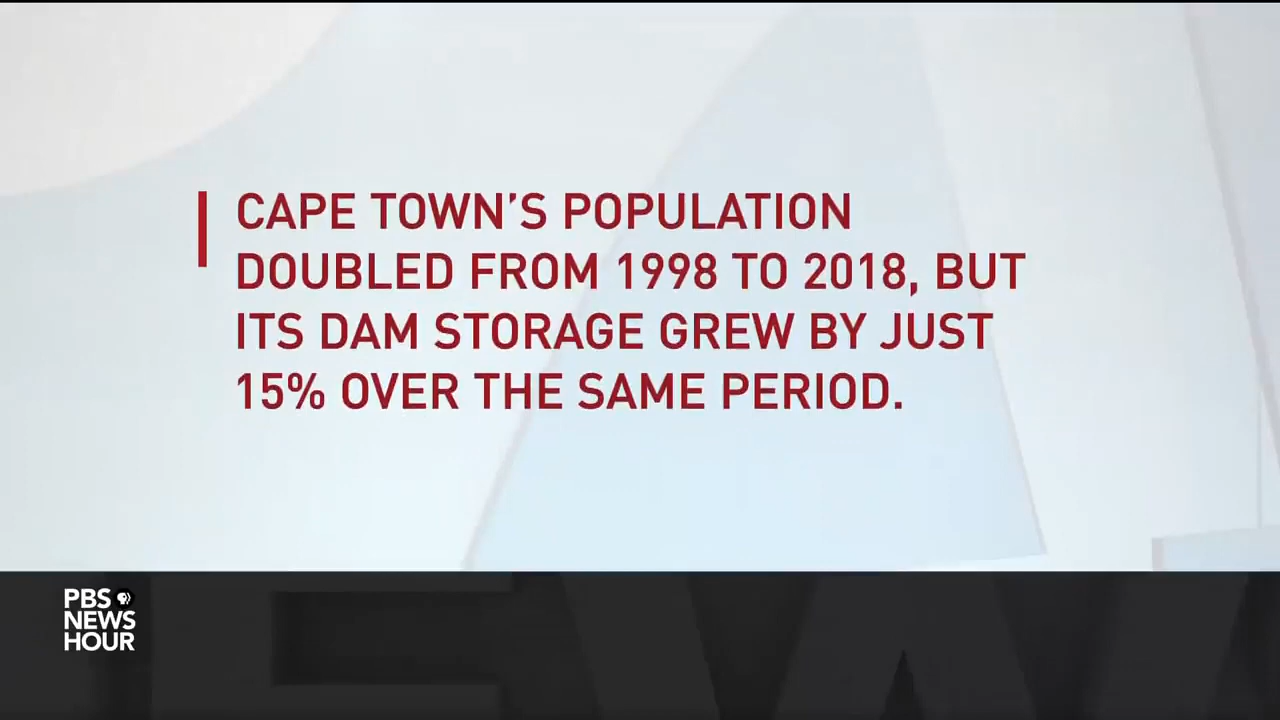 CAPE TOWN'S POPULATION
DOUBLED FROM 1998 TO 2018, BUT
ITS DAM STORAGE GREW BY JUST
15% OVER THE SAME PERIOD.
PBS
NEWS
HOUR